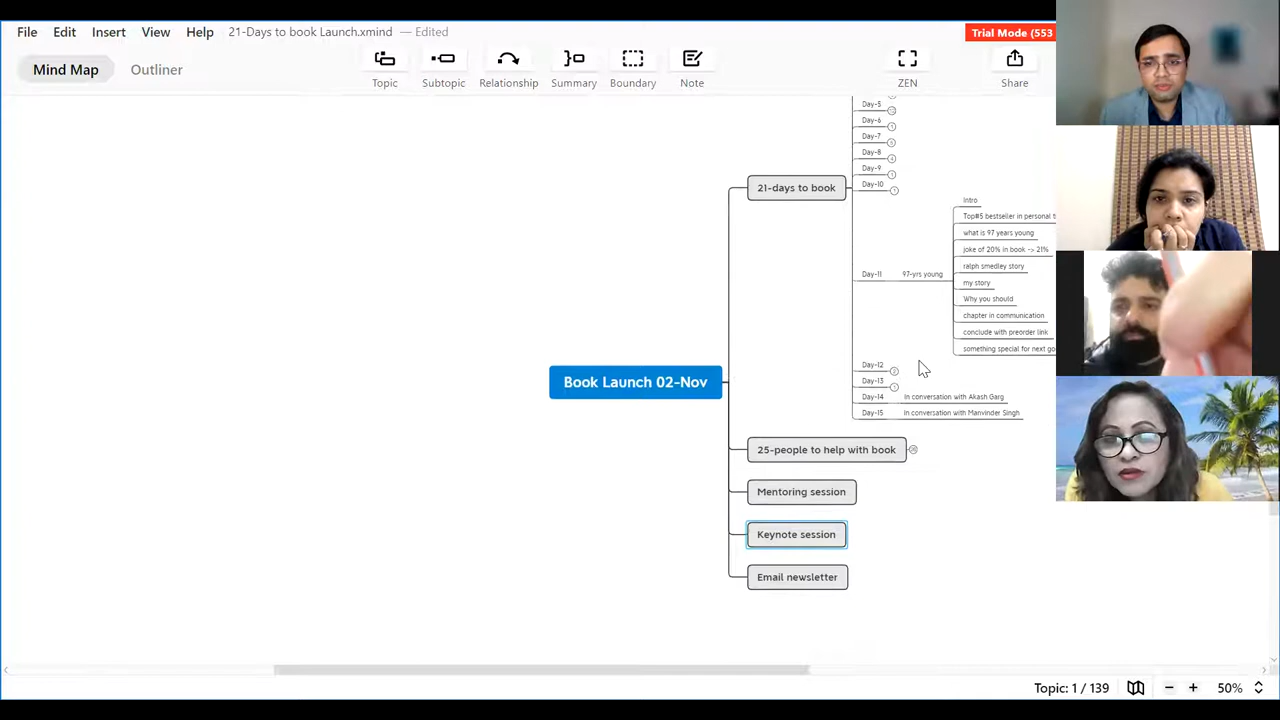 File Edit Insert View Help 21-Days to book Launch.xmind — Edited
Trial Mode (553
Mind Map Outliner
Topic Subtopic Relationship Summary Boundary Note ZEN Share
Day-5
Day-6
Day-7
Day-8
Day-9
Day-10
21-days to book
Intro
Top#5 bestseller in personal t
what is 97 years young
joke of 20% in book -> 21%
ralph smedley story
Day-11 97-yrs young
my story
Why you should
chapter in communication
conclude with preorder link
something special for next go
Day-12
Day-13
Day-14 In conversation with Akash Garg
Day-15 In conversation with Manvinder Singh
Book Launch 02-Nov
25-people to help with book
Mentoring session
Keynote session
Email newsletter
Topic: 1 / 139 50%